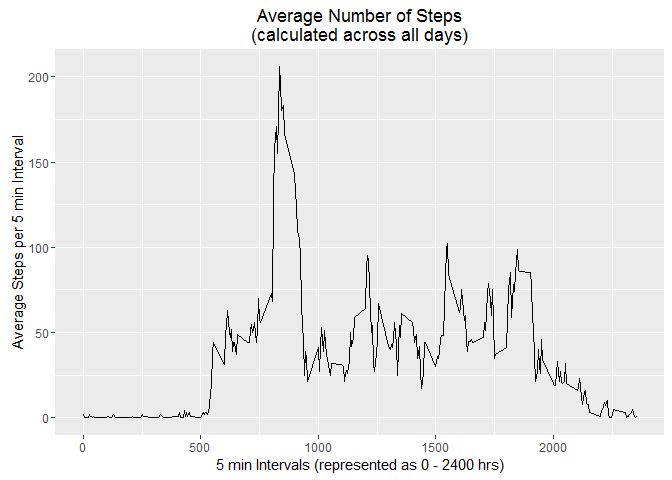 Average Number of Steps
(calculated across all days)
Average Steps per 5 min Interval
200
150
100
50
0
0
500
1000
1500
2000
5 min Intervals (represented as 0 - 2400 hrs)